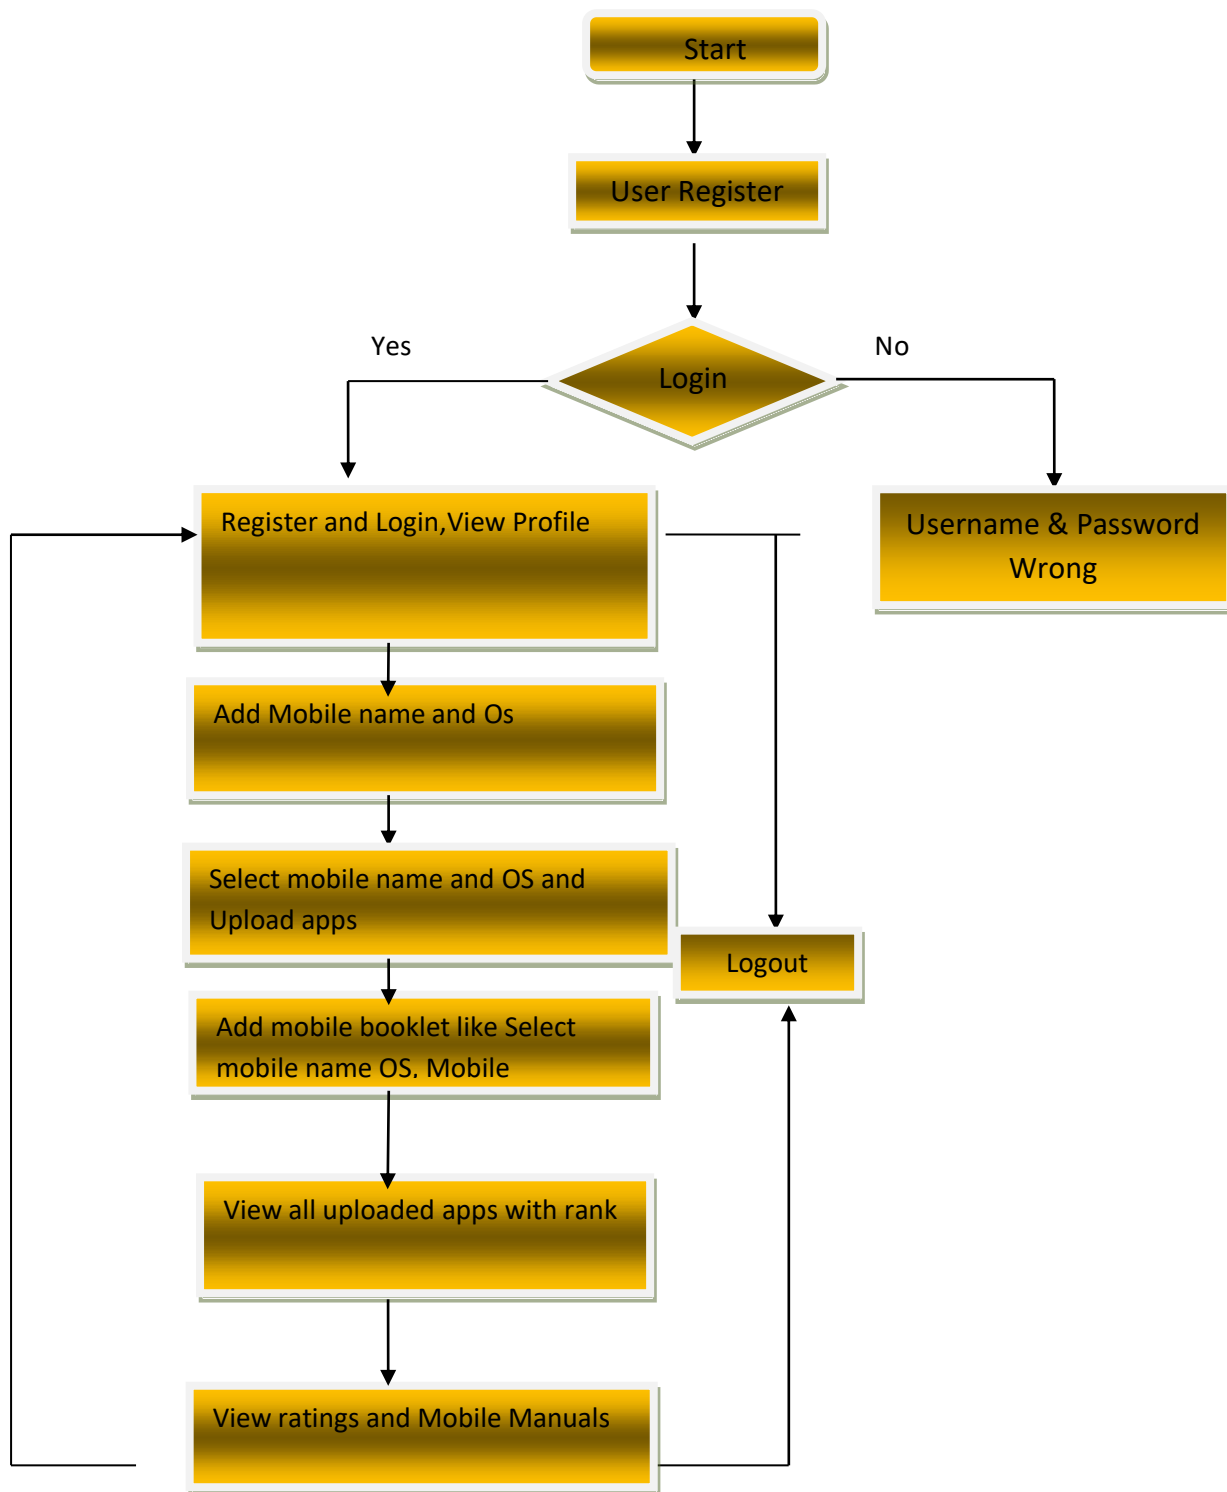 Start
User Register
Yes
No
Login
Register and Login,View Profile
Username & Password
Wrong
Add Mobile name and Os
Select mobile name and OS and
Upload apps
Logout
Add mobile booklet like Select
mobile name OS. Mobile
View all uploaded apps with rank
View ratings and Mobile Manuals